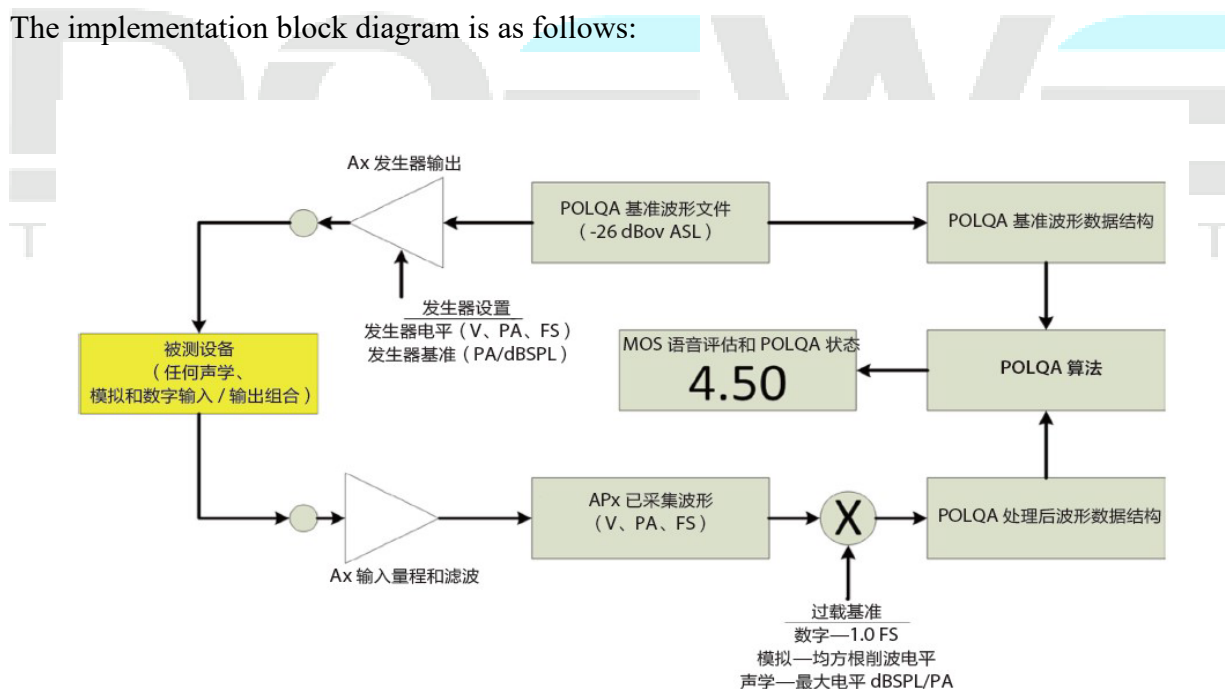 The implementation block diagram is as follows:
Ax 发生器输出
POLQA 基准波形文件
（-26 dBov ASL）
POLQA 基准波形数据结构
发生器设置
发生器电平（V、PA、FS）
发生器基准（PA/dBSPL）
被测设备
（任何声学、
模拟和数字输入 / 输出组合）
MOS 语音评估和 POLQA 状态
4.50
POLQA 算法
APx 已采集波形
（V、PA、FS）
X
POLQA 处理后波形数据结构
Ax 输入量程和滤波
过载基准
数字—1.0 FS
模拟—均方根削波电平
声学—最大电平 dBSPL/PA
T
T